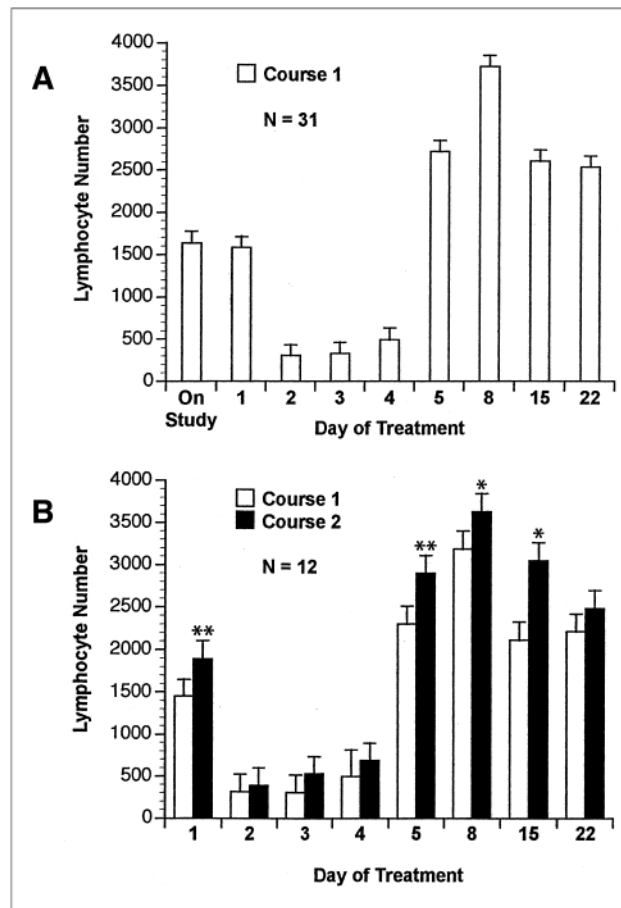 A
Lymphocyte Number
4000
3500
3000
2500
2000
1500
1000
500
0
Course 1
N = 31
On Study 1 2 3 4 5 8 15 22
Day of Treatment
B
Lymphocyte Number
4000
3500
3000
2500
2000
1500
1000
500
0
Course 1
Course 2
N = 12
** ** * *
1 2 3 4 5 8 15 22
Day of Treatment